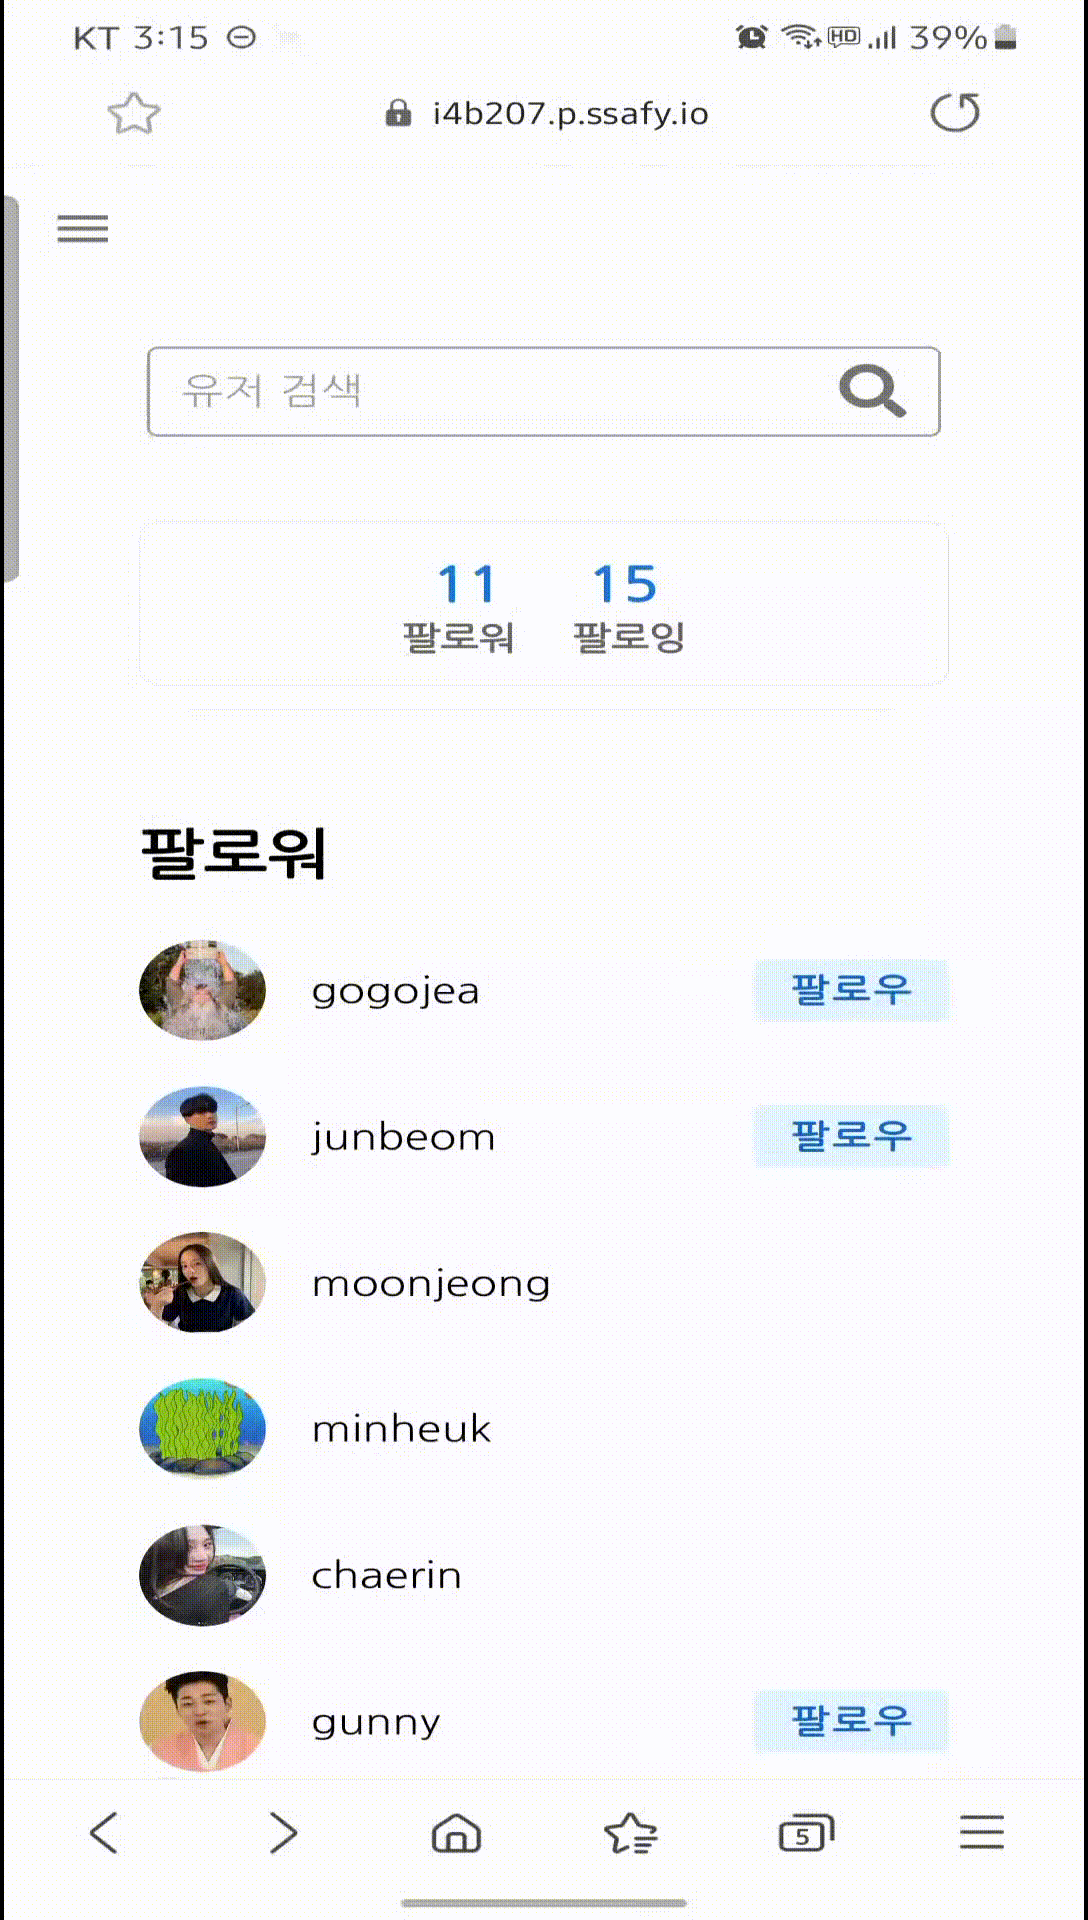 KT 3:15
HD 39%
i4b207.p.ssafy.io
유저 검색
11 15
팔로워 팔로잉
팔로워
gogojea 팔로우
junbeom 팔로우
moonjeong
minheuk
chaerin
gunny 팔로우
5